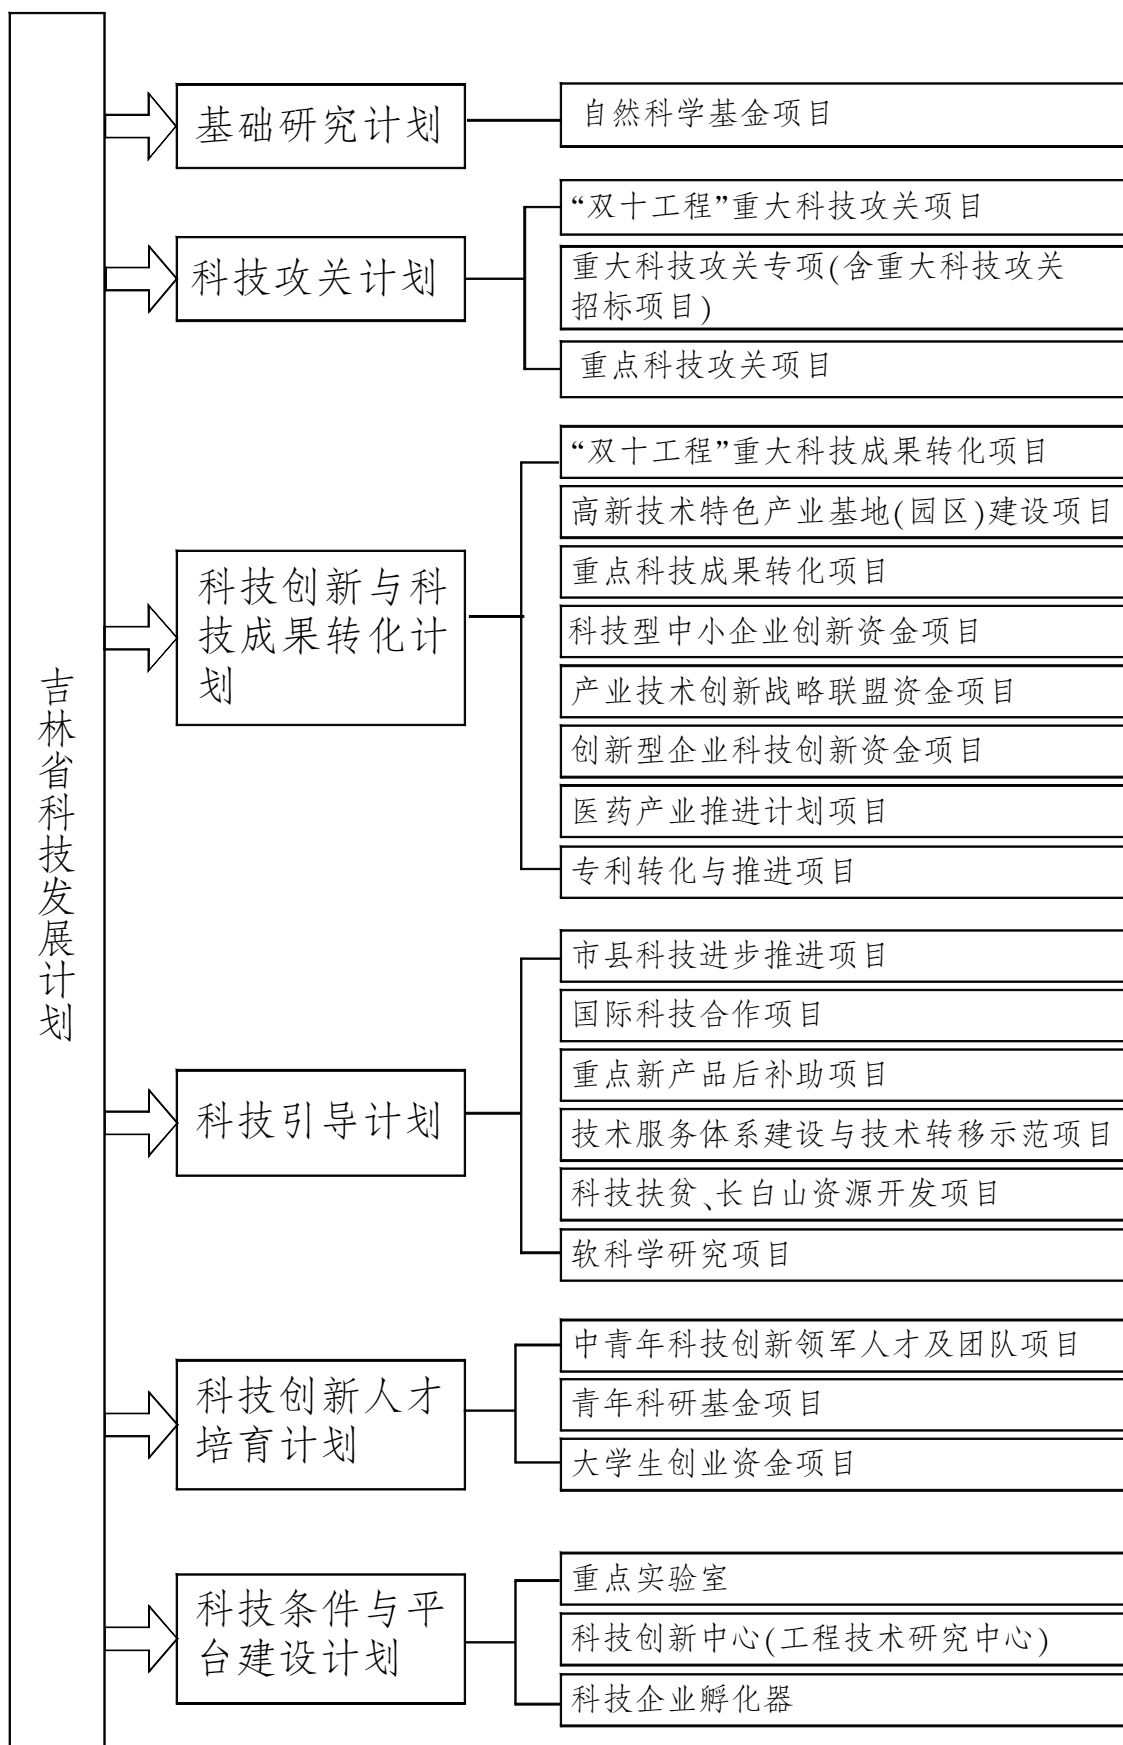 吉林省科技发展计划
基础研究计划
自然科学基金项目
科技攻关计划
“双十工程”重大科技攻关项目
重大科技攻关专项(含重大科技攻关
招标项目)
重点科技攻关项目
科技创新与科
技成果转化计
划
“双十工程”重大科技成果转化项目
高新技术特色产业基地(园区)建设项目
重点科技成果转化项目
科技型中小企业创新资金项目
产业技术创新战略联盟资金项目
创新型企业科技创新资金项目
医药产业推进计划项目
专利转化与推进项目
科技引导计划
市县科技进步推进项目
国际科技合作项目
重点新产品后补助项目
技术服务体系建设与技术转移示范项目
科技扶贫、长白山资源开发项目
软科学研究项目
科技创新人才
培育计划
中青年科技创新领军人才及团队项目
青年科研基金项目
大学生创业资金项目
科技条件与平
台建设计划
重点实验室
科技创新中心(工程技术研究中心)
科技企业孵化器